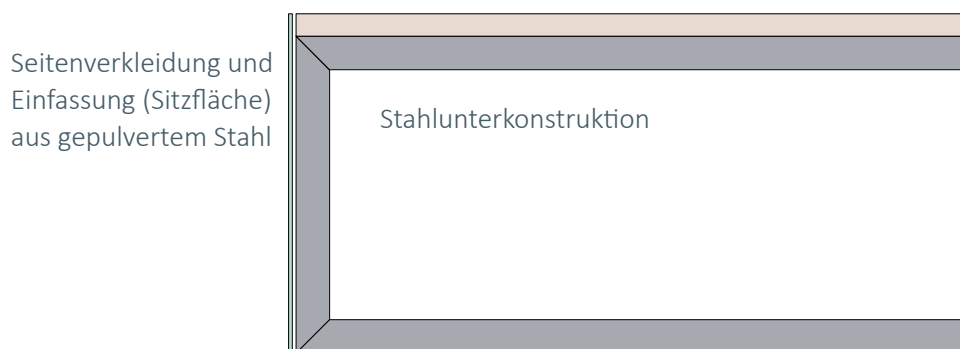 Seitenverkleidung und
Einfassung (Sitzfläche)
aus gepulvertem Stahl
Stahlunterkonstruktion